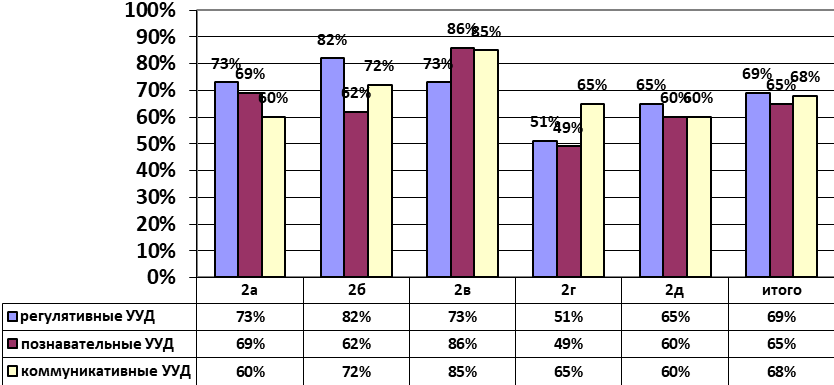 100%
90%
80%
70%
60%
50%
40%
30%
20%
10%
0%
73% 69% 60% 82% 62% 72% 73% 86% 85% 51% 49% 65% 65% 60% 60% 69% 65% 68%
2а 2б 2в 2г 2д итого
регулятивные УУД 73% 82% 73% 51% 65% 69%
познавательные УУД 69% 62% 86% 49% 60% 65%
коммуникативные УУД 60% 72% 85% 65% 60% 68%